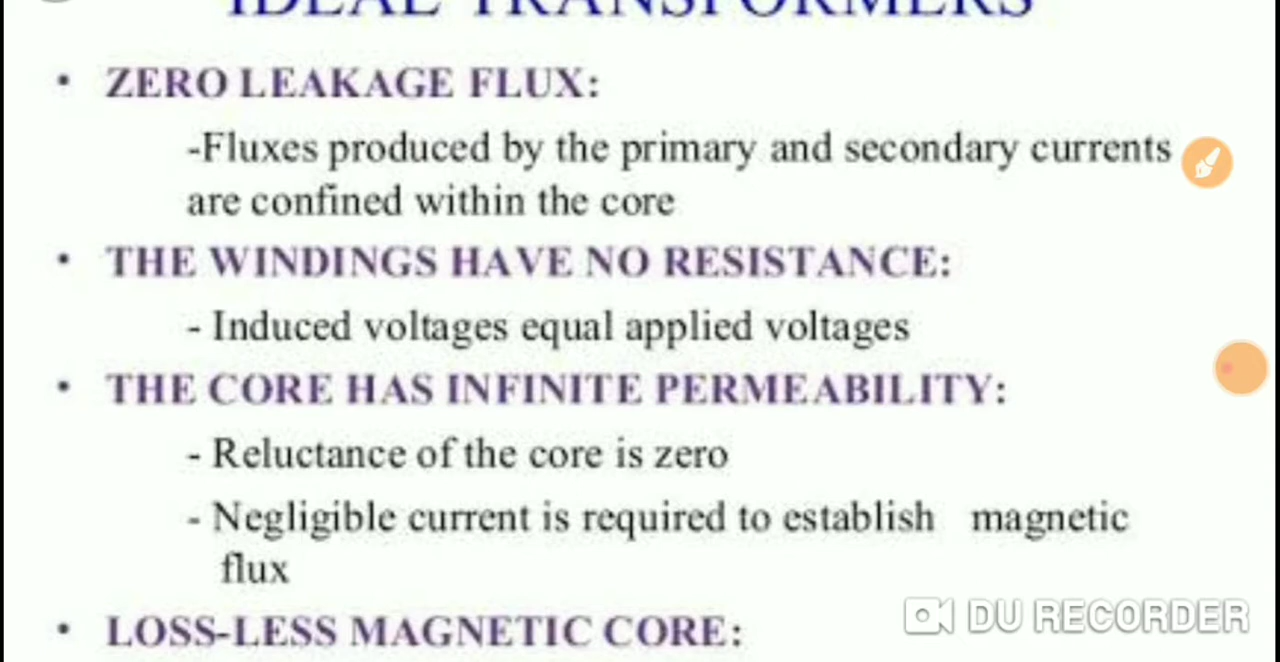 IDEAL TRANSFORMERS
• ZERO LEAKAGE FLUX:
-Fluxes produced by the primary and secondary currents
are confined within the core
• THE WINDINGS HAVE NO RESISTANCE:
- Induced voltages equal applied voltages
• THE CORE HAS INFINITE PERMEABILITY:
- Reluctance of the core is zero
- Negligible current is required to establish magnetic
flux
• LOSS-LESS MAGNETIC CORE:
DU RECORDER